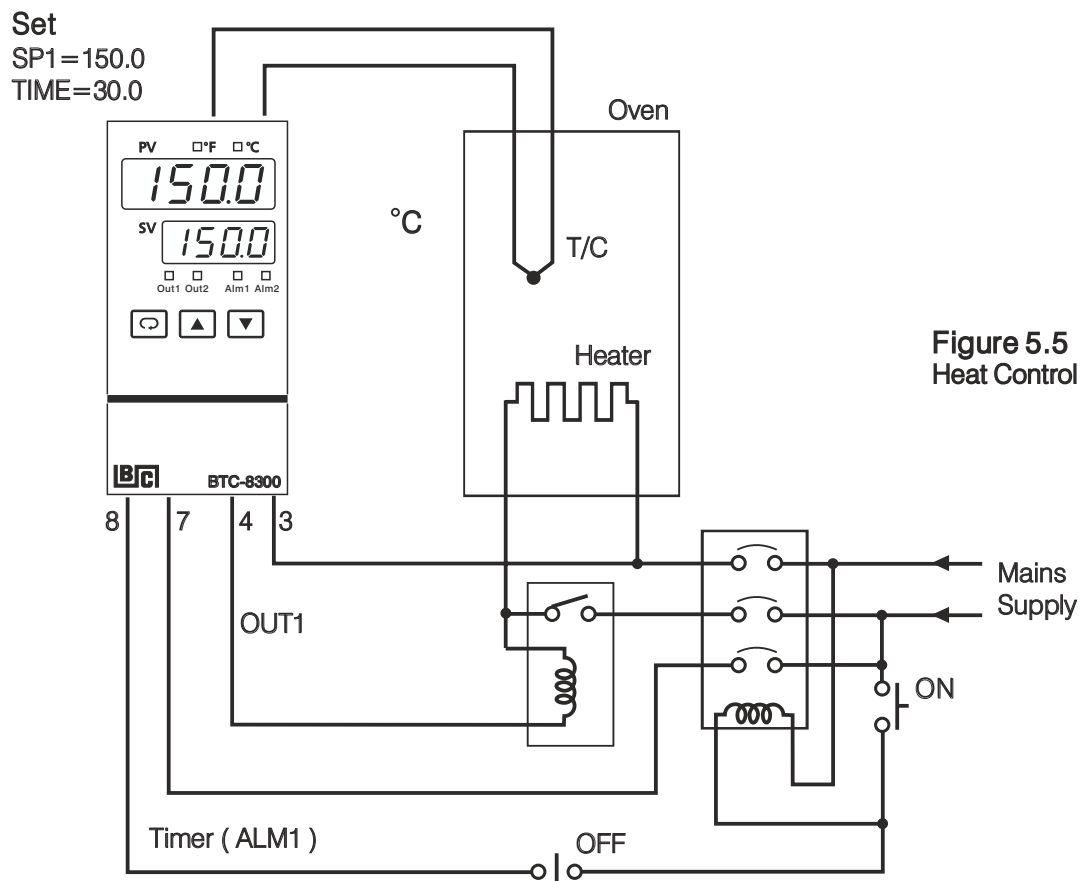 Set
SP1=150.0
TIME=30.0
PV °F °C
150.0
SV 150.0
Out1 Out2 Alm1 Alm2
BC
BTC-8300
°C
Oven
T/C
Heater
Figure 5.5
Heat Control
8 7 4 3
OUT1
Mains
Supply
ON
Timer ( ALM1 )
OFF